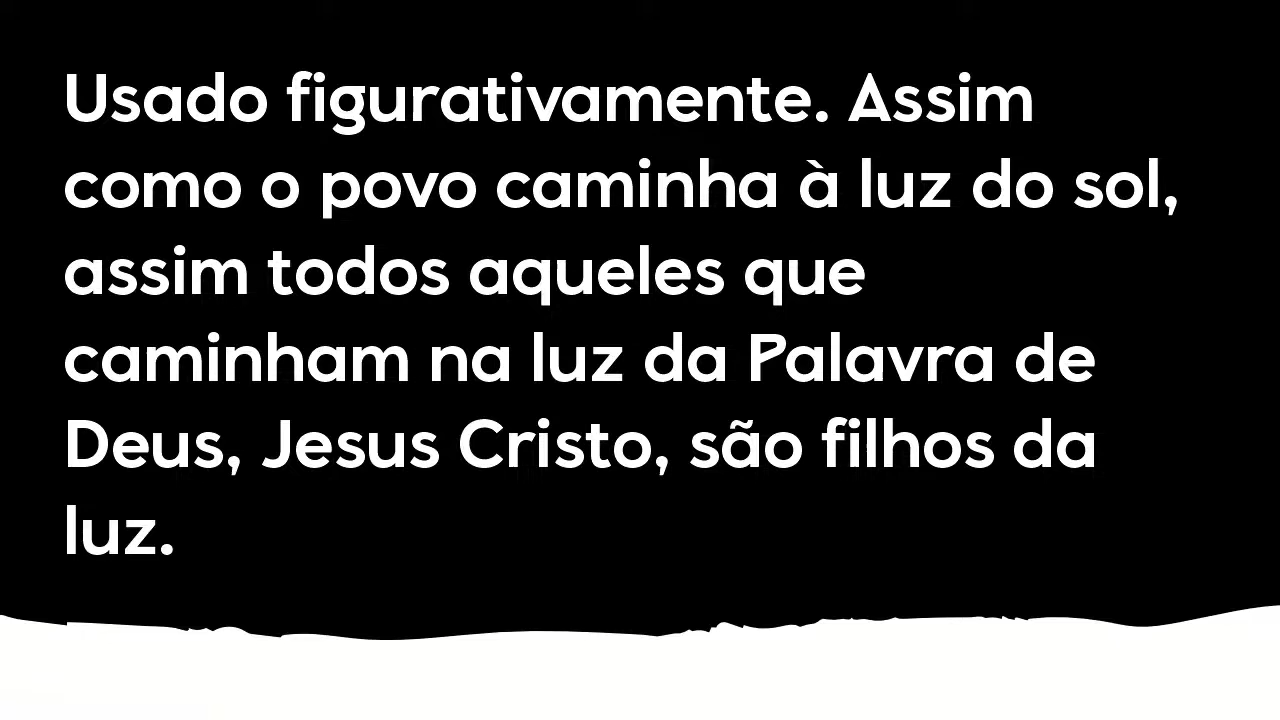 Usado figurativamente. Assim
como o povo caminha à luz do sol,
assim todos aqueles que
caminham na luz da Palavra de
Deus, Jesus Cristo, são filhos da
luz.